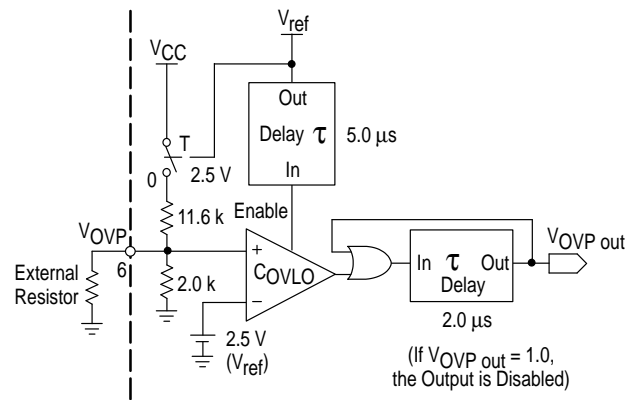 Vref
VCC
Out
T
Delay τ
5.0 µs
0
2.5 V
In
11.6 k
Enable
VOVP
VOVP out
External
Resistor
6
2.0 k
+
COVLO
–
In τ Out
Delay
2.5 V
(Vref)
2.0 µs
(If VOVP out = 1.0,
the Output is Disabled)